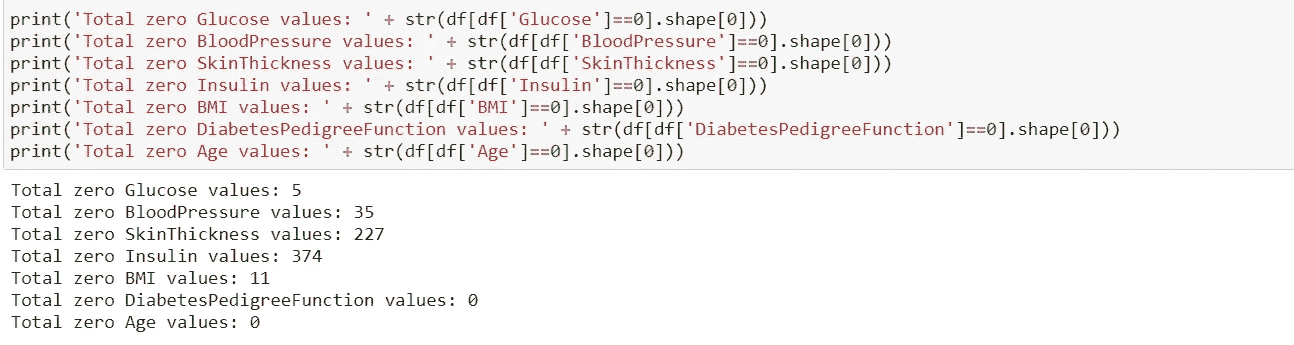 print('Total zero Glucose values: ' + str(df[df['Glucose']==0].shape[0]))
print('Total zero BloodPressure values: ' + str(df[df['BloodPressure']==0].shape[0]))
print('Total zero SkinThickness values: ' + str(df[df['SkinThickness']==0].shape[0]))
print('Total zero Insulin values: ' + str(df[df['Insulin']==0].shape[0]))
print('Total zero BMI values: ' + str(df[df['BMI']==0].shape[0]))
print('Total zero DiabetesPedigreeFunction values: ' + str(df[df['DiabetesPedigreeFunction']==0].shape[0]))
print('Total zero Age values: ' + str(df[df['Age']==0].shape[0]))
Total zero Glucose values: 5
Total zero BloodPressure values: 35
Total zero SkinThickness values: 227
Total zero Insulin values: 374
Total zero BMI values: 11
Total zero DiabetesPedigreeFunction values: 0
Total zero Age values: 0